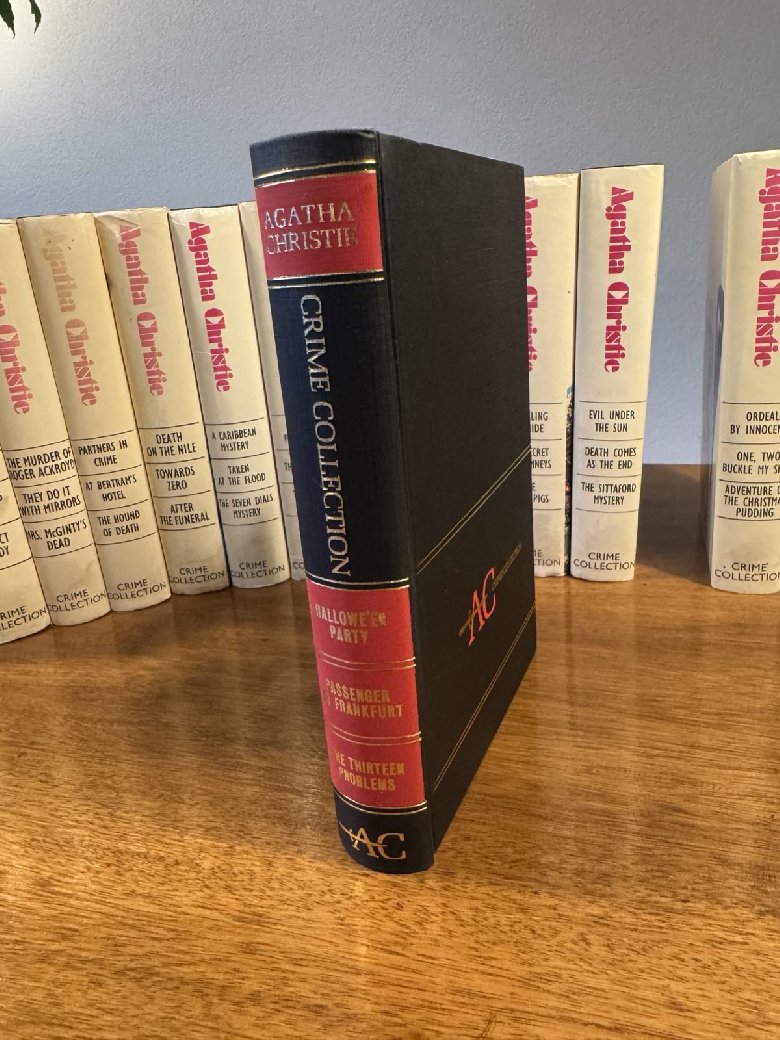 AGATHA
CHRISTIE
CRIME COLLECTION
HALLOWE'EN
PARTY
PASSENGER
FRANKFURT
THE THIRTEEN
PROBLEMS
AC
AC
Christie
THE MURDER OF
ROGER ACKROYD
THEY DO IT
WITH MIRRORS
MRS. McGINTY'S
DEAD
CRIME
COLLECTION
Agatha Christie
PARTNERS IN
CRIME
AT BERTRAM'S
HOTEL
THE HOUND
OF DEATH
CRIME
COLLECTION
Agatha Christie
DEATH
ON THE NILE
TOWARDS
ZERO
AFTER
THE FUNERAL
CRIME
COLLECTION
Agatha Christie
A CARIBBEAN
MYSTERY
TAKEN
AT THE FLOOD
THE SEVEN DIALS
MYSTERY
CRIME
COLLECTION
Agatha Christie
PIGS
CRIME
COLLECTION
Agatha Christie
EVIL UNDER
THE SUN
DEATH COMES
AS THE END
THE SITTAFORD
MYSTERY
CRIME
COLLECTION
Agatha Christie
ORDEAL
BY INNOCEN
ONE, TWO
BUCKLE MY S
ADVENTURE O
THE CHRISTMA
PUDDING
CRIME
COLLECTION